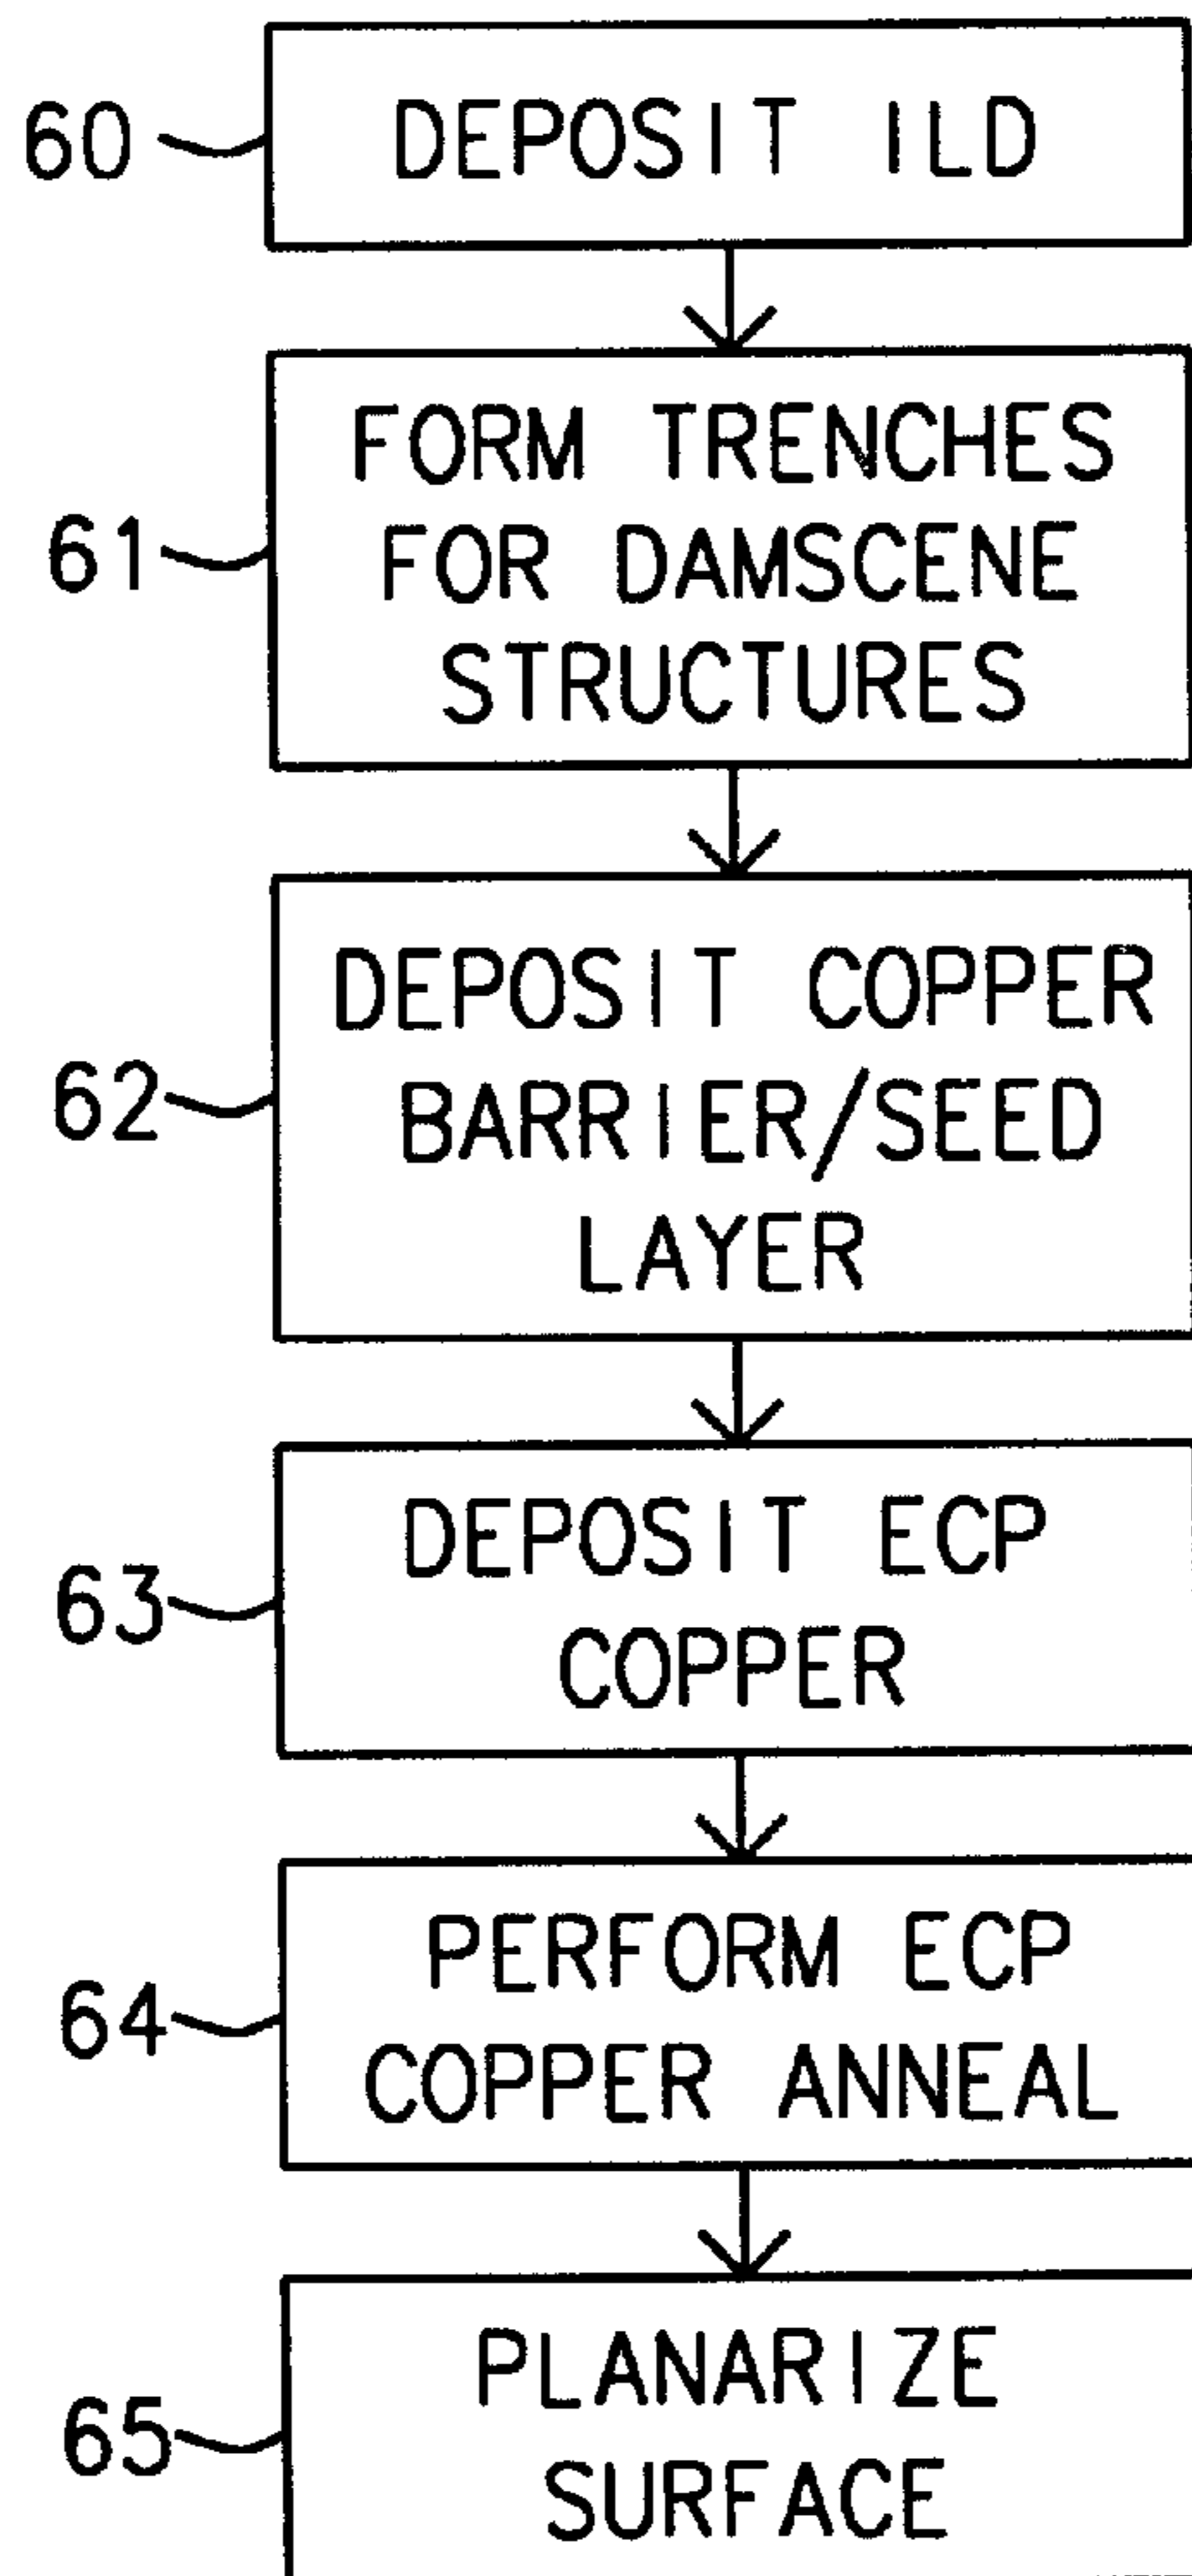 60
DEPOSIT ILD
61
FORM TRENCHES
FOR DAMSCENE
STRUCTURES
62
DEPOSIT COPPER
BARRIER/SEED
LAYER
63
DEPOSIT ECP
COPPER
64
PERFORM ECP
COPPER ANNEAL
65
PLANARIZE
SURFACE